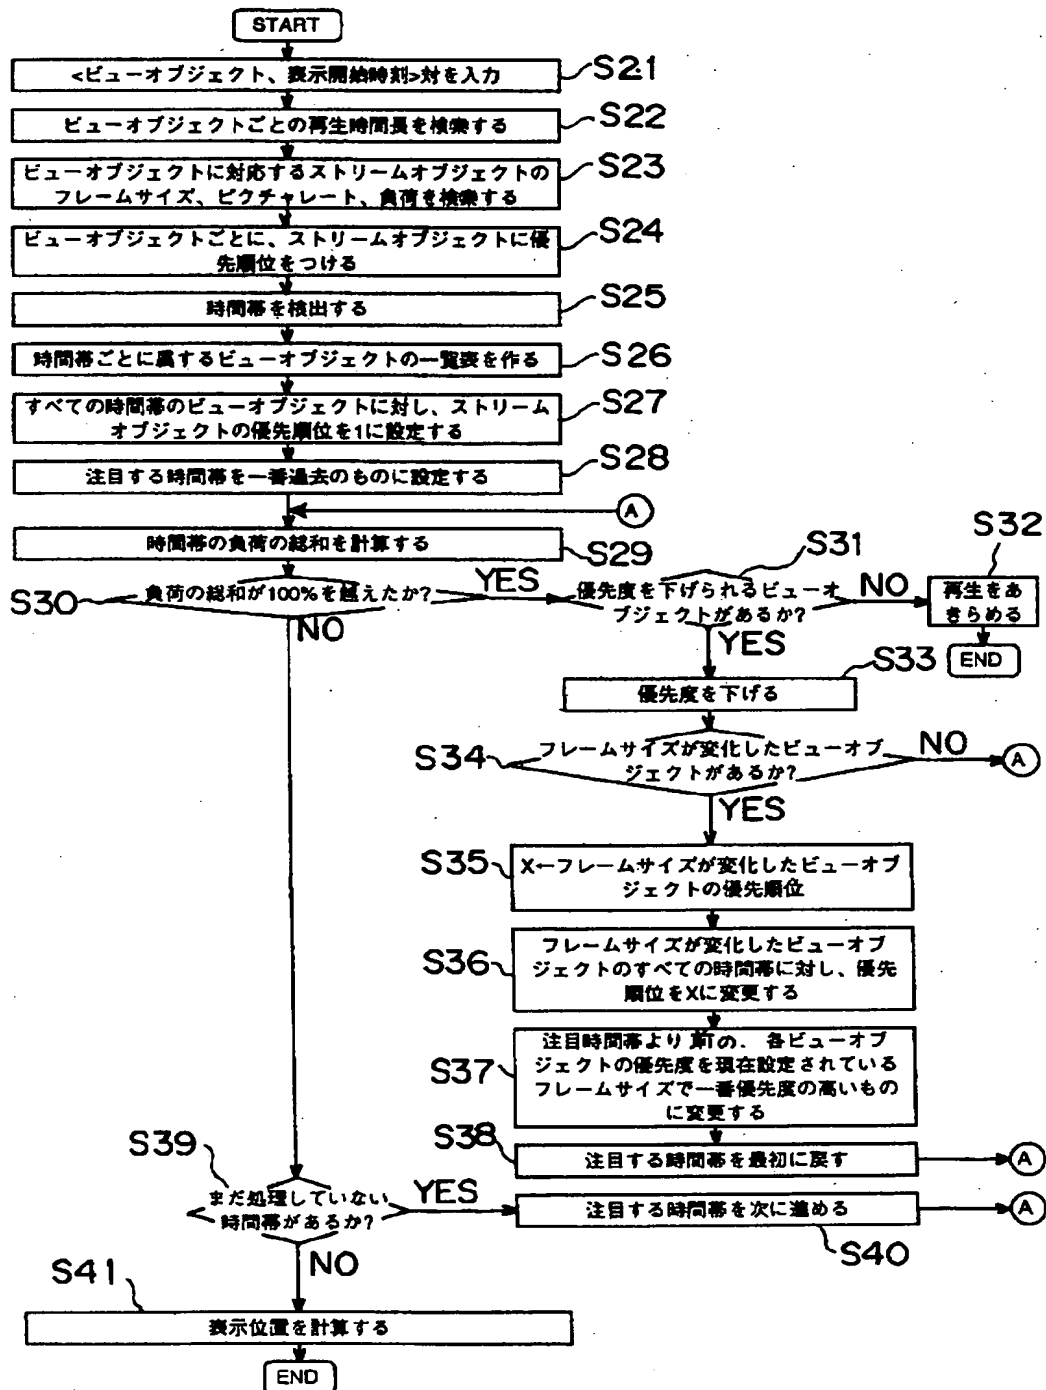 START
<ビューオブジェクト、表示開始時刻>対を入力
S21
ビューオブジェクトごとの再生時間長を検索する
S22
ビューオブジェクトに対応するストリームオブジェクトの
フレームサイズ、ピクチャレート、負荷を検索する
S23
ビューオブジェクトごとに、ストリームオブジェクトに優
先順位をつける
S24
時間帯を検出する
S25
時間帯ごとに属するビューオブジェクトの一覧表を作る
S26
すべての時間帯のビューオブジェクトに対し、ストリーム
オブジェクトの優先順位を1に設定する
S27
注目する時間帯を一番過去のものに設定する
S28
A
時間帯の負荷の総和を計算する
S29
S30
負荷の総和が100%を越えたか?
YES
NO
S31
優先度を下げられるビューオ
ブジェクトがあるか?
NO
YES
S32
再生をあ
きらめる
END
S33
優先度を下げる
S34
フレームサイズが変化したビューオブ
ジェクトがあるか?
NO
A
YES
S35
X←フレームサイズが変化したビューオブ
ジェクトの優先順位
S36
フレームサイズが変化したビューオブ
ジェクトのすべての時間帯に対し、優先
順位をXに変更する
S37
注目時間帯より前の、各ビューオブ
ジェクトの優先度を現在設定されている
フレームサイズで一番優先度の高いもの
に変更する
S38
注目する時間帯を最初に戻す
A
S39
まだ処理していない
時間帯があるか?
YES
注目する時間帯を次に進める
A
S40
NO
S41
表示位置を計算する
END